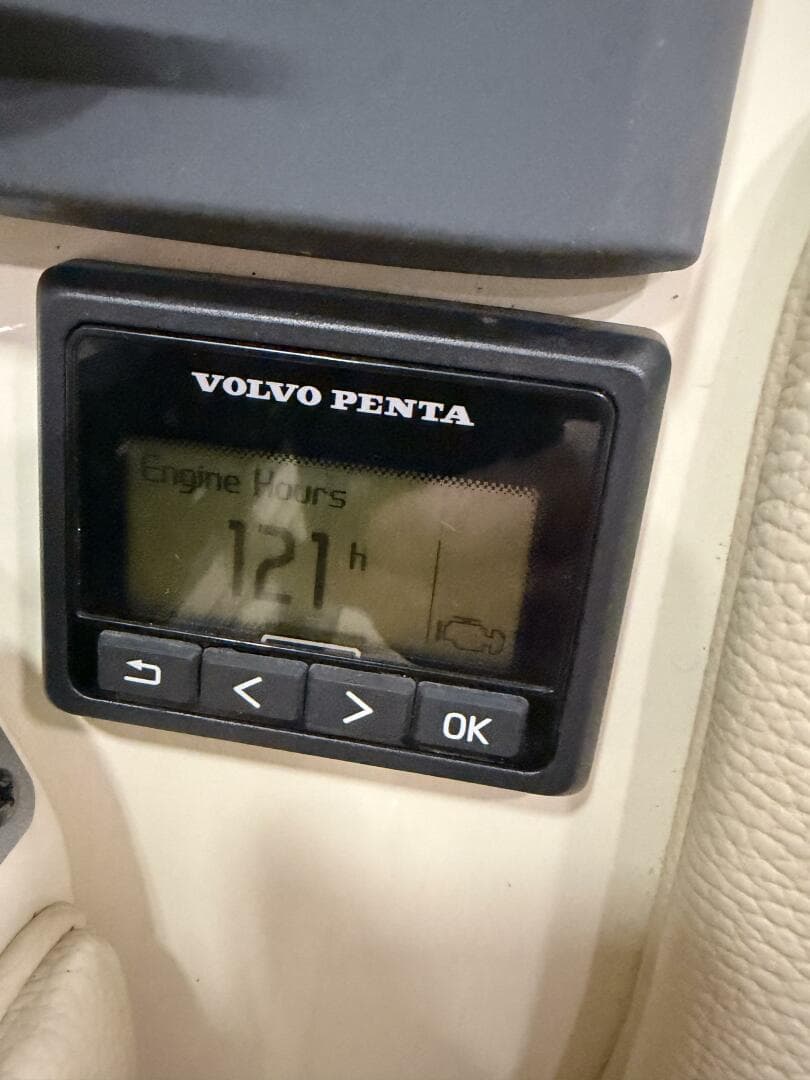 VOLVO PENTA
Engine Hours
121 h
< > OK